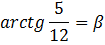 arctg 5/12 = β